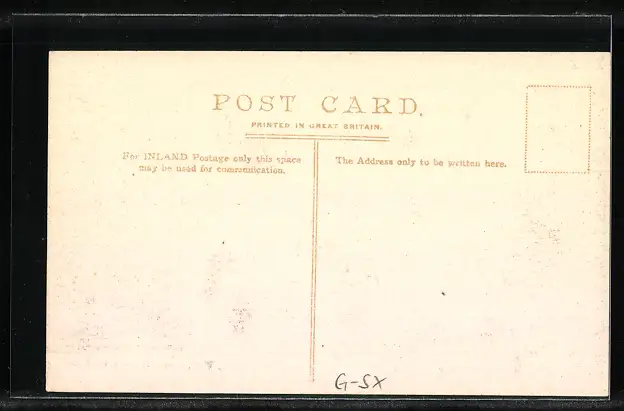 POST CARD.
PRINTED IN GREAT BRITAIN.
For INLAND Postage only this space
may be used for communication.
The Address only to be written here.
G-SX